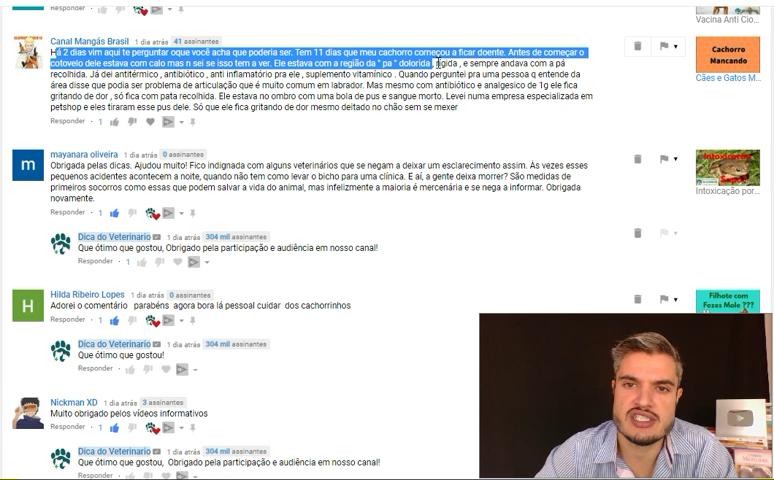 Vacina Anti Cio...
Canal Mangás Brasil 1 dia atrás 41 assinantes
Há 2 dias vim aqui te perguntar oque você acha que poderia ser. Tem 11 dias que meu cachorro começou a ficar doente. Antes de começar o
cotovelo dele estava com calo mas n sei se isso tem a ver. Ele estava com a região da " pa " dolorida rígida , e sempre andava com a pá
recolhida. Já dei antitérmico , antibiótico , anti inflamatório pra ele , suplemento vitamínico . Quando perguntei pra uma pessoa q entende da
área disse que podia ser problema de articulação que é muito comum em labrador. Mas mesmo com antibiótico e analgesico de 1g ele fica
gritando de dor , só fica com pata recolhida. Ele estava no ombro com uma bola de pus e sangue morto. Levei numa empresa especializada em
petshop e eles tiraram esse pus dele. Só que ele fica gritando de dor mesmo deitado no chão sem se mexer
Responder · 1
Cachorro
Mancando
Cães e Gatos M...
m
mayanara oliveira 1 dia atrás 0 assinantes
Obrigada pelas dicas. Ajudou muito! Fico indignada com alguns veterinários que se negam a deixar um esclarecimento assim. Às vezes esses
pequenos acidentes acontecem a noite, quando não tem como levar o bicho para uma clínica. E aí, a gente deixa morrer? São medidas de
primeiros socorros como essas que podem salvar a vida do animal, mas infelizmente a maioria é mercenária e se nega a informar. Obrigada
novamente.
Responder · 1
Intoxicação
Sapo
Intoxicação por...
Dica do Veterinario 1 dia atrás 304 mil assinantes
Que ótimo que gostou, Obrigado pela participação e audiência em nosso canal!
Responder 1
H
Hilda Ribeiro Lopes 1 dia atrás 0 assinantes
Adorei o comentário parabéns agora bora lá pessoal cuidar dos cachorrinhos
Responder · 1
Filhote com
Fezes Mole ???
Dica do Veterinario 1 dia atrás 304 mil assinantes
Que ótimo que gostou!
Responder
Nickman XD 1 dia atrás 3 assinantes
Muito obrigado pelos vídeos informativos
Responder · 1
Dica do Veterinario 1 dia atrás 304 mil assinantes
Que ótimo que gostou, Obrigado pela participação e audiência em nosso canal!
Responder